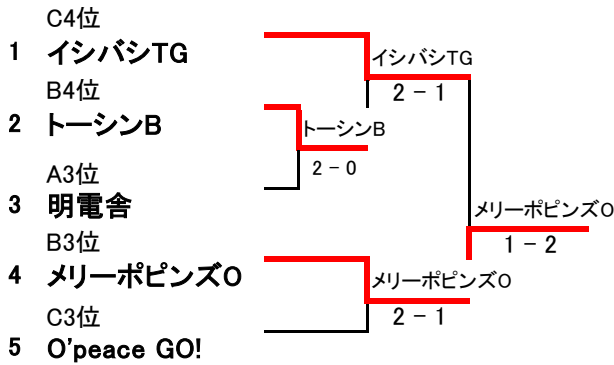 C4位
1 イシバシTG
イシバシTG
2 － 1
B4位
2 トーシンB
トーシンB
2 － 0
A3位
3 明電舎
メリーポピンズO
1 － 2
B3位
4 メリーポピンズO
メリーポピンズO
2 － 1
C3位
5 O'peace GO!